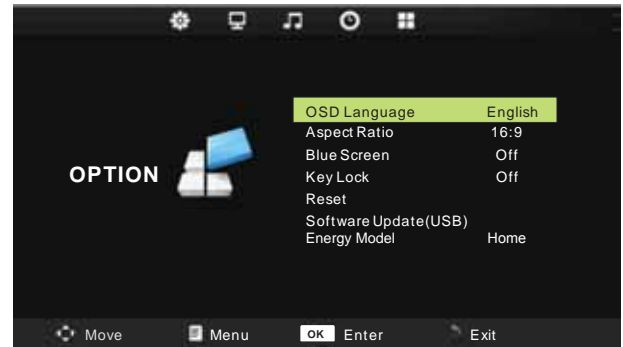 OPTION
OSD Language English
Aspect Ratio 16:9
Blue Screen Off
Key Lock Off
Reset
Software Update(USB)
Energy Model Home
Move Menu OK Enter Exit